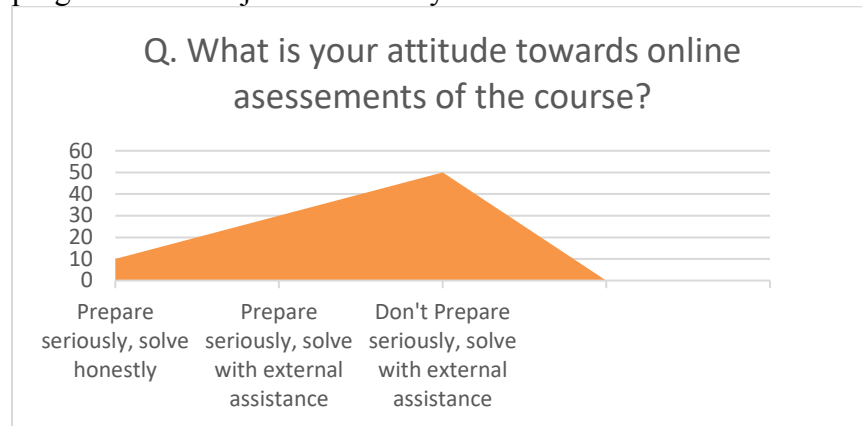 Q. What is your attitude towards online
asessements of the course?
60
50
40
30
20
10
0
Prepare
seriously, solve
honestly
Prepare
seriously, solve
with external
assistance
Don't Prepare
seriously, solve
with external
assistance